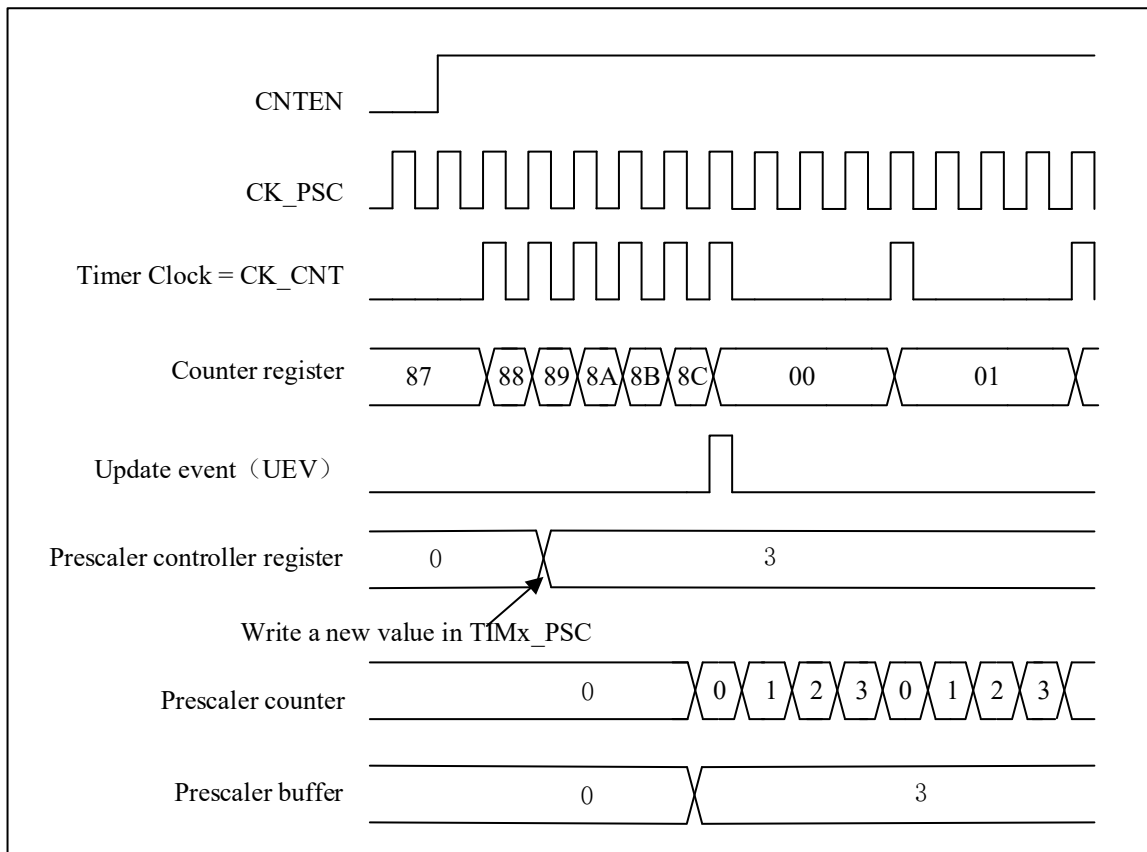 CNTEN
CK_PSC
Timer Clock = CK_CNT
Counter register
87 88 89 8A 8B 8C 00 01
Update event（UEV）
Prescaler controller register
0 3
Write a new value in TIMx_PSC
Prescaler counter
0 0 1 2 3 0 1 2 3
Prescaler buffer
0 3